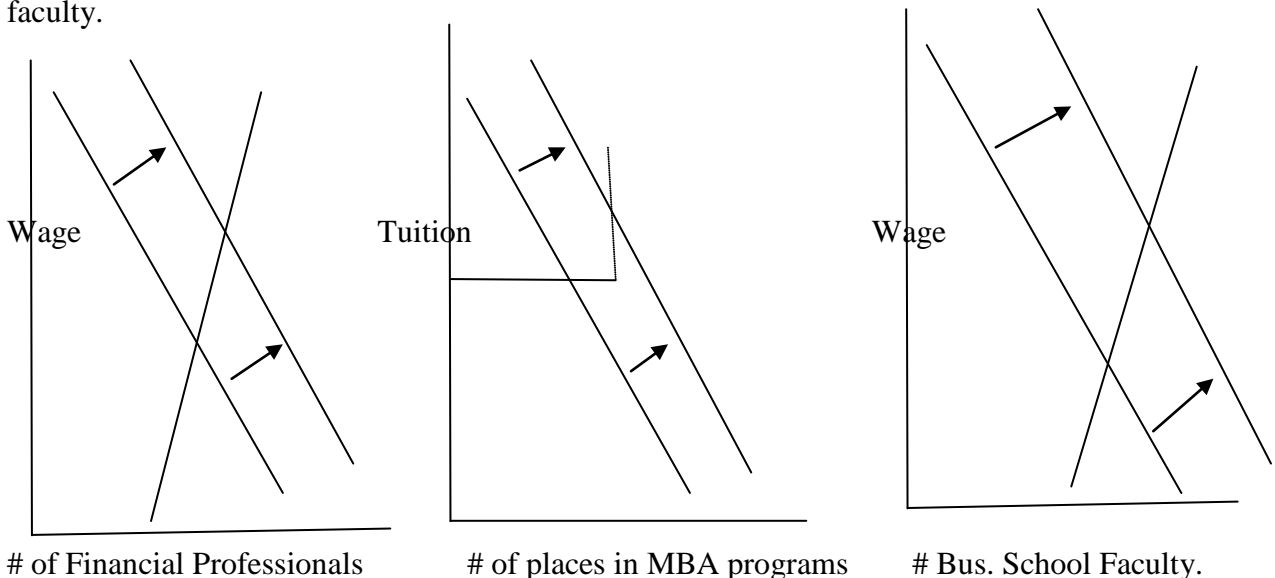 faculty.
Wage Tuition Wage
# of Financial Professionals # of places in MBA programs # Bus. School Faculty.